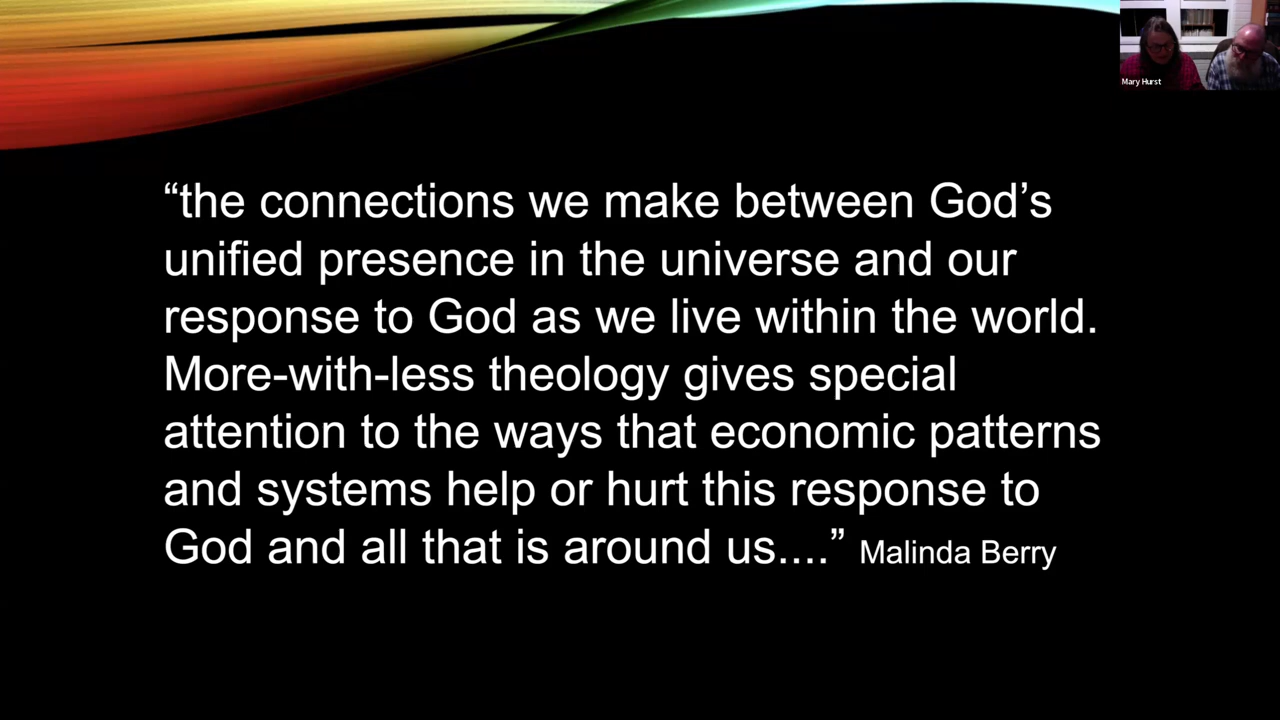 Mary Hurst
“the connections we make between God’s
unified presence in the universe and our
response to God as we live within the world.
More-with-less theology gives special
attention to the ways that economic patterns
and systems help or hurt this response to
God and all that is around us....” Malinda Berry